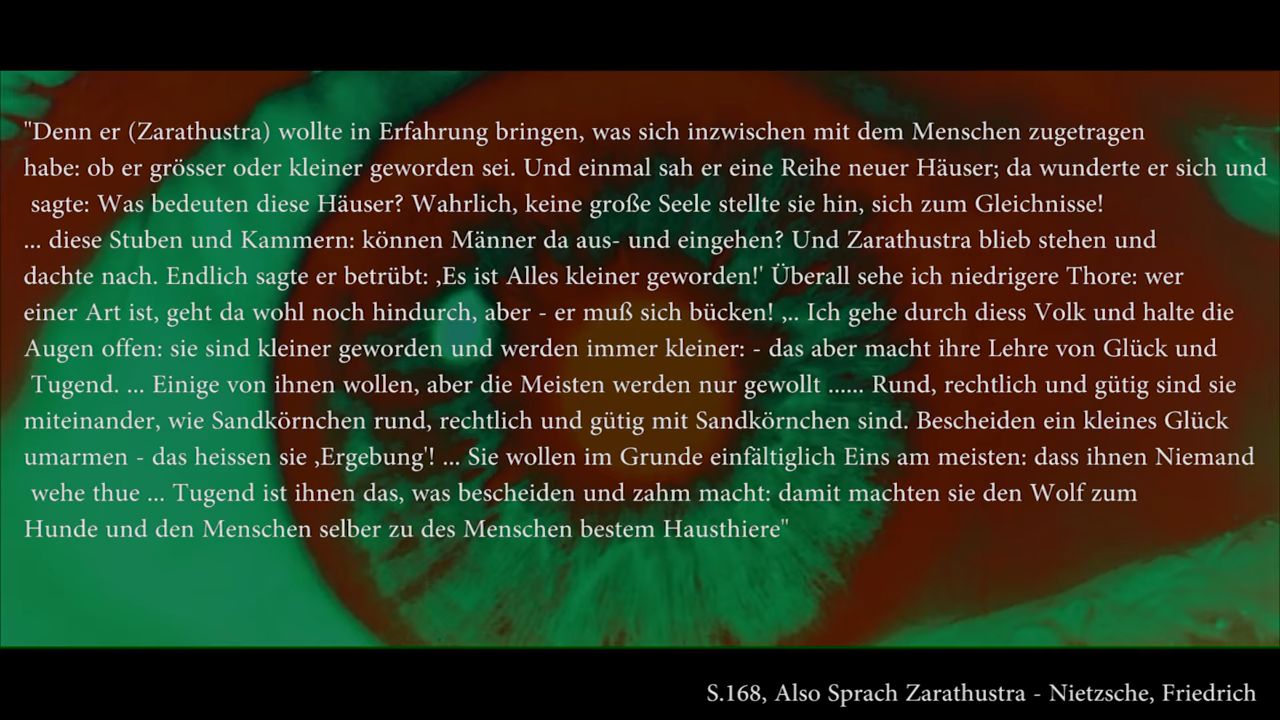 "Denn er (Zarathustra) wollte in Erfahrung bringen, was sich inzwischen mit dem Menschen zugetragen
habe: ob er grösser oder kleiner geworden sei. Und einmal sah er eine Reihe neuer Häuser; da wunderte er sich und
sagte: Was bedeuten diese Häuser? Wahrlich, keine große Seele stellte sie hin, sich zum Gleichnisse!
... diese Stuben und Kammern: können Männer da aus- und eingehen? Und Zarathustra blieb stehen und
dachte nach. Endlich sagte er betrübt: ‚Es ist Alles kleiner geworden!' Überall sehe ich niedrigere Thore: wer
einer Art ist, geht da wohl noch hindurch, aber - er muß sich bücken! ‚.. Ich gehe durch diess Volk und halte die
Augen offen: sie sind kleiner geworden und werden immer kleiner: - das aber macht ihre Lehre von Glück und
Tugend. ... Einige von ihnen wollen, aber die Meisten werden nur gewollt ...... Rund, rechtlich und gütig sind sie
miteinander, wie Sandkörnchen rund, rechtlich und gütig mit Sandkörnchen sind. Bescheiden ein kleines Glück
umarmen - das heissen sie ‚Ergebung'! ... Sie wollen im Grunde einfältiglich Eins am meisten: dass ihnen Niemand
wehe thue ... Tugend ist ihnen das, was bescheiden und zahm macht: damit machten sie den Wolf zum
Hunde und den Menschen selber zu des Menschen bestem Hausthiere"
S.168, Also Sprach Zarathustra - Nietzsche, Friedrich